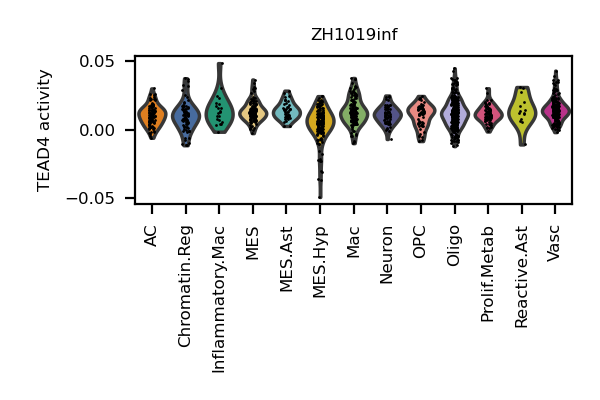 ZH1019inf
TEAD4 activity
0.05
0.00
−0.05
AC
Chromatin.Reg
Inflammatory.Mac
MES
MES.Ast
MES.Hyp
Mac
Neuron
OPC
Oligo
Prolif.Metab
Reactive.Ast
Vasc